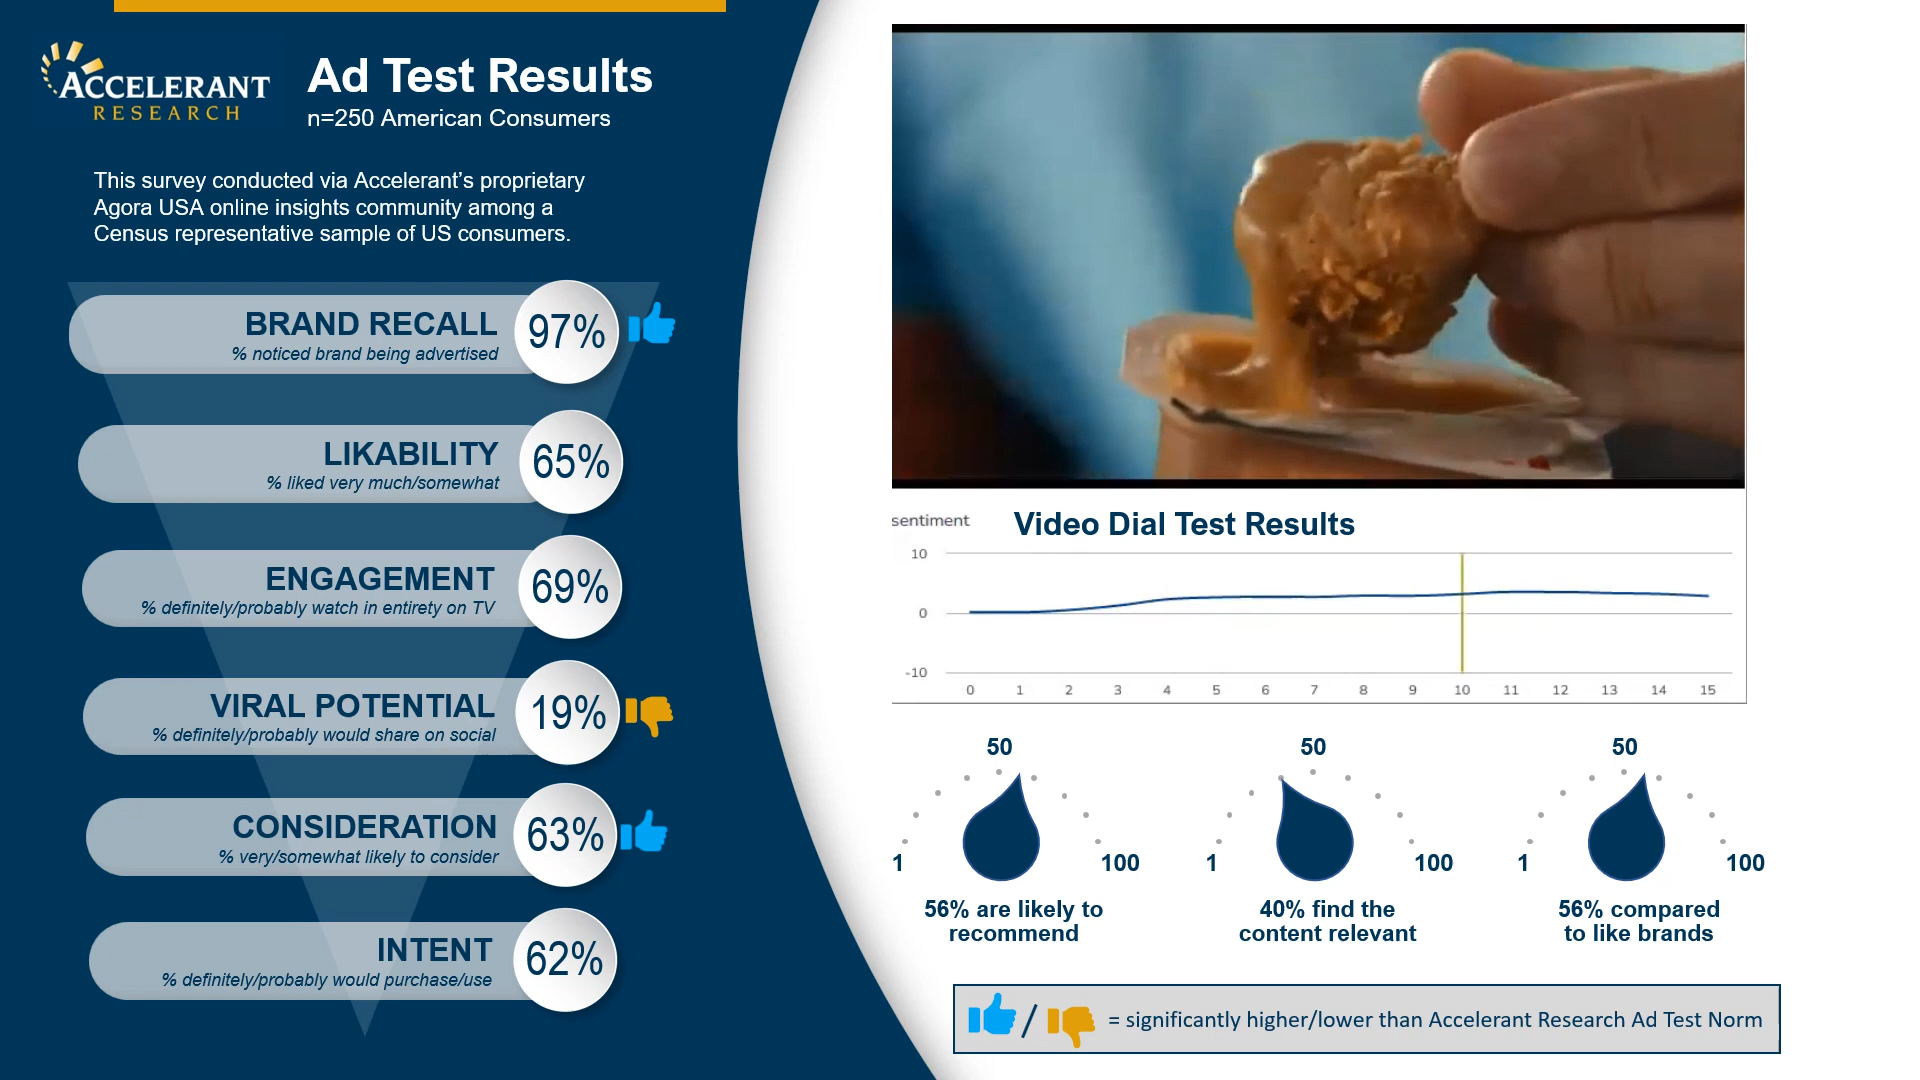 ACCELERANT
RESEARCH
Ad Test Results
n=250 American Consumers
This survey conducted via Accelerant's proprietary
Agora USA online insights community among a
Census representative sample of US consumers.
BRAND RECALL
% noticed brand being advertised
97%
LIKABILITY
% liked very much/somewhat
65%
ENGAGEMENT
% definitely/probably watch in entirety on TV
69%
VIRAL POTENTIAL
% definitely/probably would share on social
19%
CONSIDERATION
% very/somewhat likely to consider
63%
INTENT
% definitely/probably would purchase/use
62%
sentiment
Video Dial Test Results
10
0
-10
0 1 2 3 4 5 6 7 8 9 10 11 12 13 14 15
50
1
100
56% are likely to
recommend
50
1
100
40% find the
content relevant
50
1
100
56% compared
to like brands
/ = significantly higher/lower than Accelerant Research Ad Test Norm